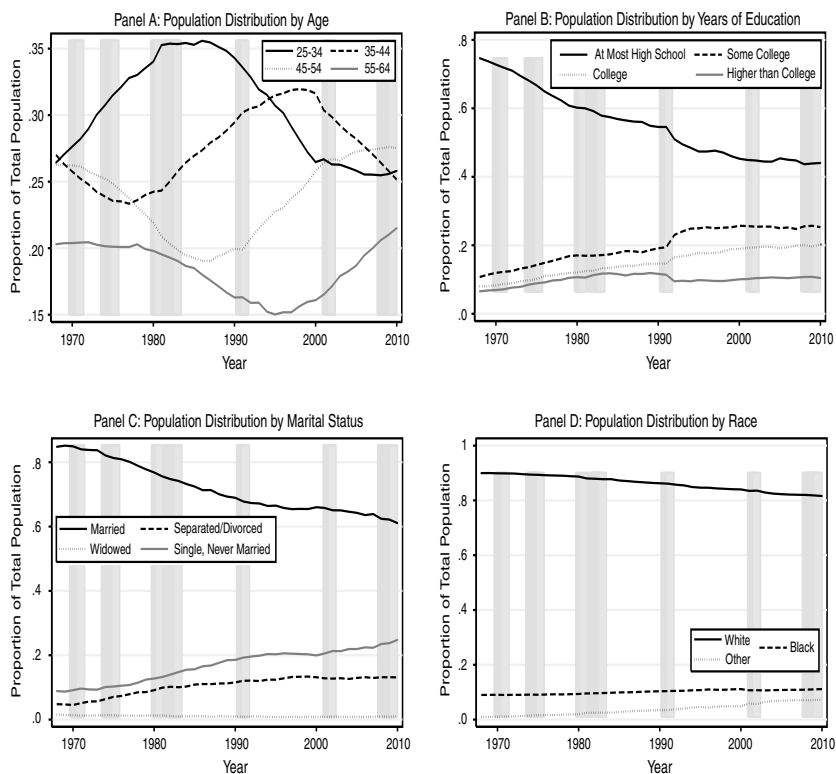 Panel A: Population Distribution by Age
Proportion of Total Population
.35
.30
.25
.20
.15
25-34 35-44
45-54 55-64
1970 1980 1990 2000 2010
Year
Panel B: Population Distribution by Years of Education
Proportion of Total Population
.8
.6
.4
.2
.0
At Most High School Some College
College Higher than College
1970 1980 1990 2000 2010
Year
Panel C: Population Distribution by Marital Status
Proportion of Total Population
.8
.6
.4
.2
.0
Married Separated/Divorced
Widowed Single, Never Married
1970 1980 1990 2000 2010
Year
Panel D: Population Distribution by Race
Proportion of Total Population
1
.8
.6
.4
.2
.0
White Black
Other
1970 1980 1990 2000 2010
Year